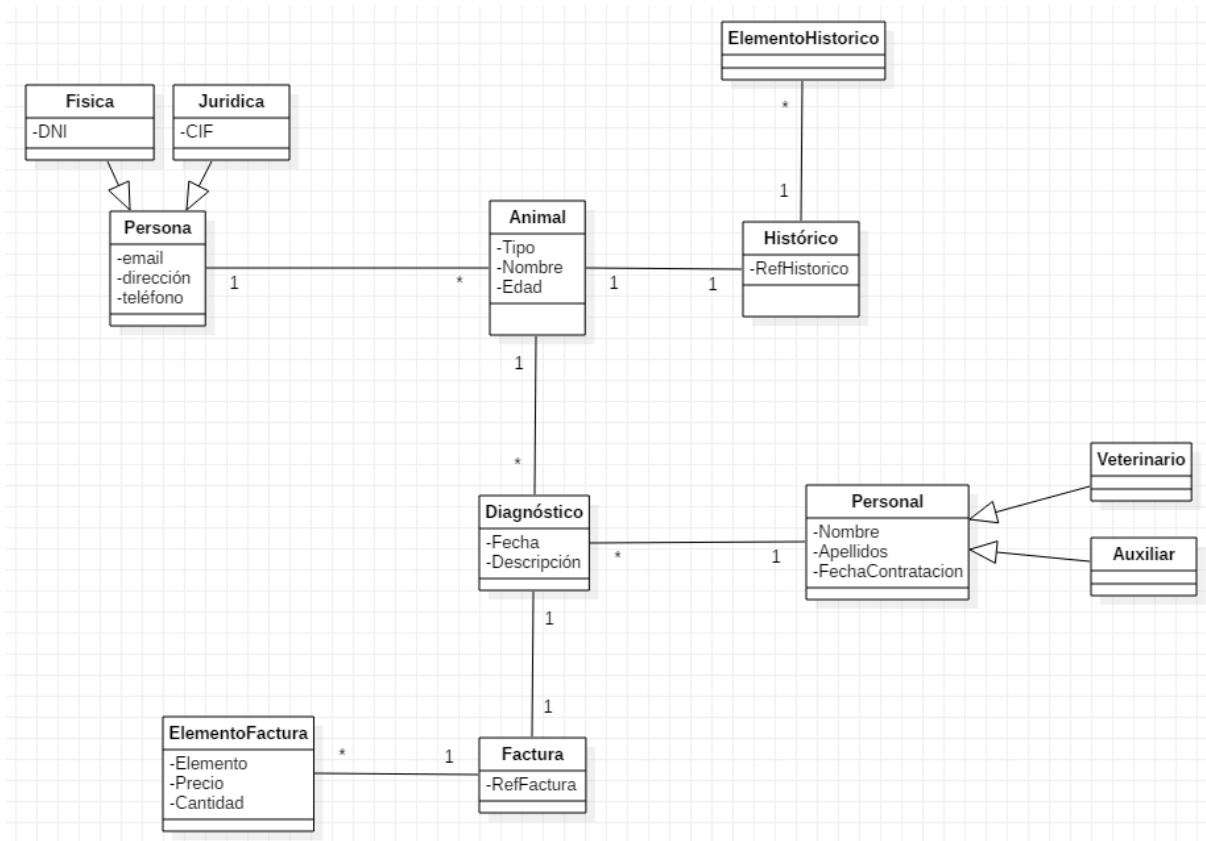 ElementoHistorico
*
1
Fisica
-DNI
Juridica
-CIF
Persona
-email
-dirección
-teléfono
1
*
Animal
-Tipo
-Nombre
-Edad
1
1
Histórico
-RefHistorico
1
*
Diagnóstico
-Fecha
-Descripción
*
1
Personal
-Nombre
-Apellidos
-FechaContratacion
Veterinario
Auxiliar
1
1
ElementoFactura
-Elemento
-Precio
-Cantidad
*
1
Factura
-RefFactura